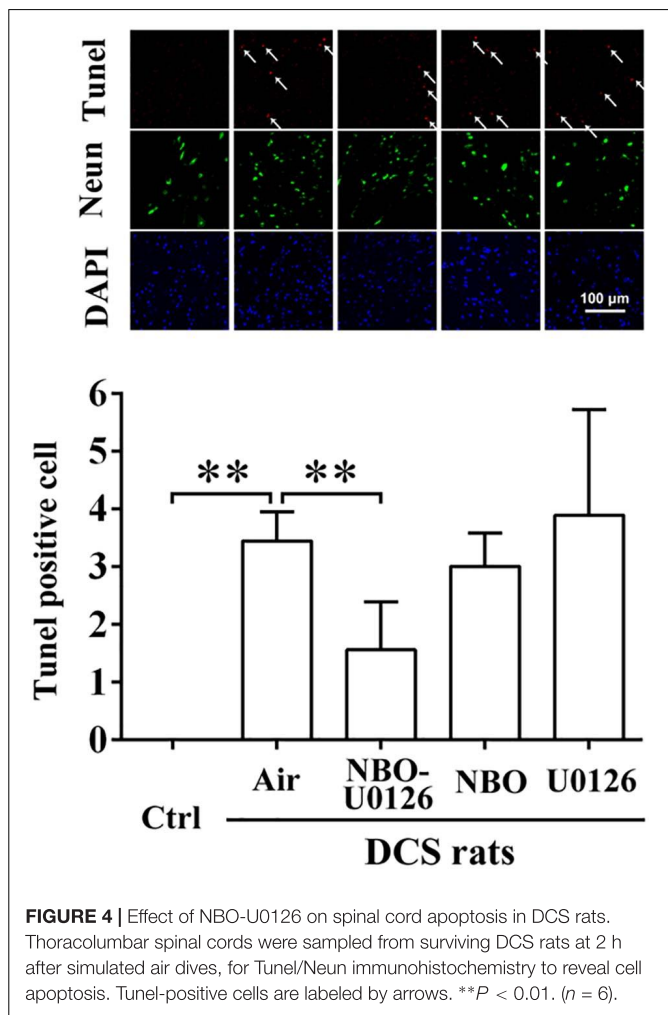 Tunel
Neun
DAPI
100 µm
Tunel positive cell
6
5
4
3
2
1
0
** **
Ctrl
Air
NBO-
U0126
NBO
U0126
DCS rats
FIGURE 4 | Effect of NBO-U0126 on spinal cord apoptosis in DCS rats.
Thoracolumbar spinal cords were sampled from surviving DCS rats at 2 h
after simulated air dives, for Tunel/Neun immunohistochemistry to reveal cell
apoptosis. Tunel-positive cells are labeled by arrows. **P < 0.01. (n = 6).